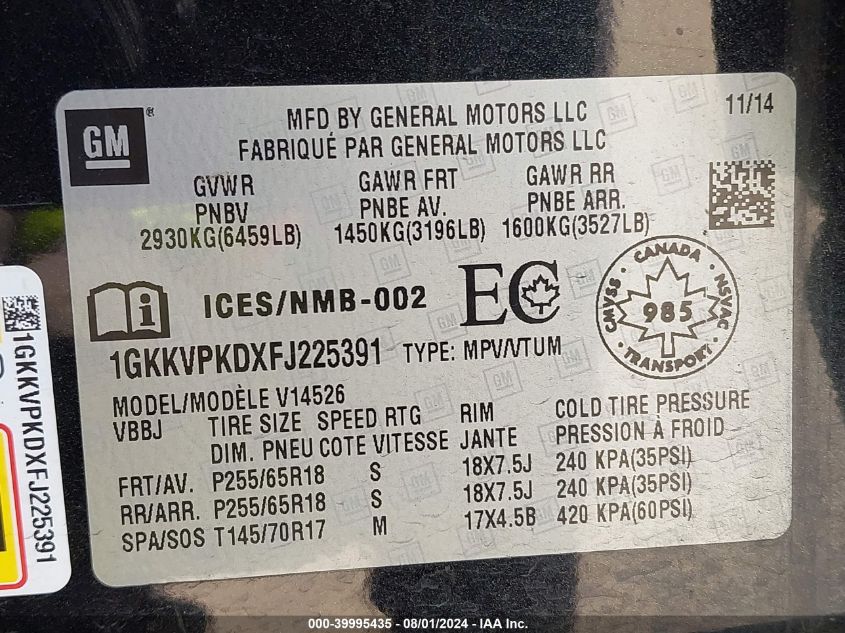 GM
®
MFD BY GENERAL MOTORS LLC
FABRIQUÉ PAR GENERAL MOTORS LLC
11/14
GVWR GAWR FRT GAWR RR
PNBV PNBE AV. PNBE ARR.
2930KG(6459LB) 1450KG(3196LB) 1600KG(3527LB)
ICES/NMB-002 EC
CANADA
CMVSS 985 NSVAC
TRANSPORT
1GKKVPKDXFJ225391 TYPE: MPV/VTUM
MODEL/MODÈLE V14526
VBBJ TIRE SIZE SPEED RTG RIM COLD TIRE PRESSURE
DIM. PNEU COTE VITESSE JANTE PRESSION À FROID
FRT/AV. P255/65R18 S 18X7.5J 240 KPA(35PSI)
RR/ARR. P255/65R18 S 18X7.5J 240 KPA(35PSI)
SPA/SOS T145/70R17 M 17X4.5B 420 KPA(60PSI)
1GKKVPKDXFJ225391
000-39995435 - 08/01/2024 - IAA Inc.